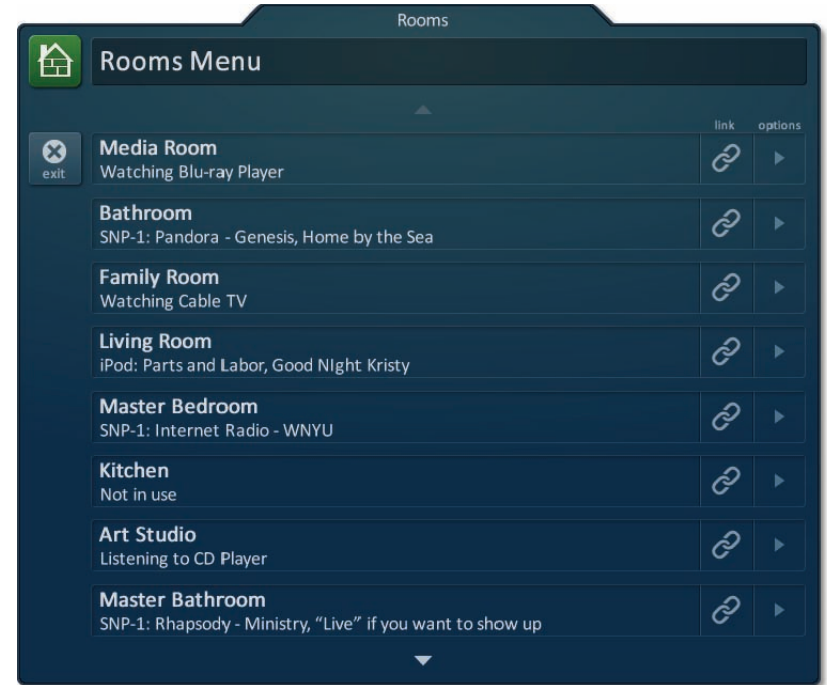 Rooms
Rooms Menu
link options
exit
Media Room
Watching Blu-ray Player
Bathroom
SNP-1: Pandora - Genesis, Home by the Sea
Family Room
Watching Cable TV
Living Room
iPod: Parts and Labor, Good NIght Kristy
Master Bedroom
SNP-1: Internet Radio - WNYU
Kitchen
Not in use
Art Studio
Listening to CD Player
Master Bathroom
SNP-1: Rhapsody - Ministry, “Live” if you want to show up